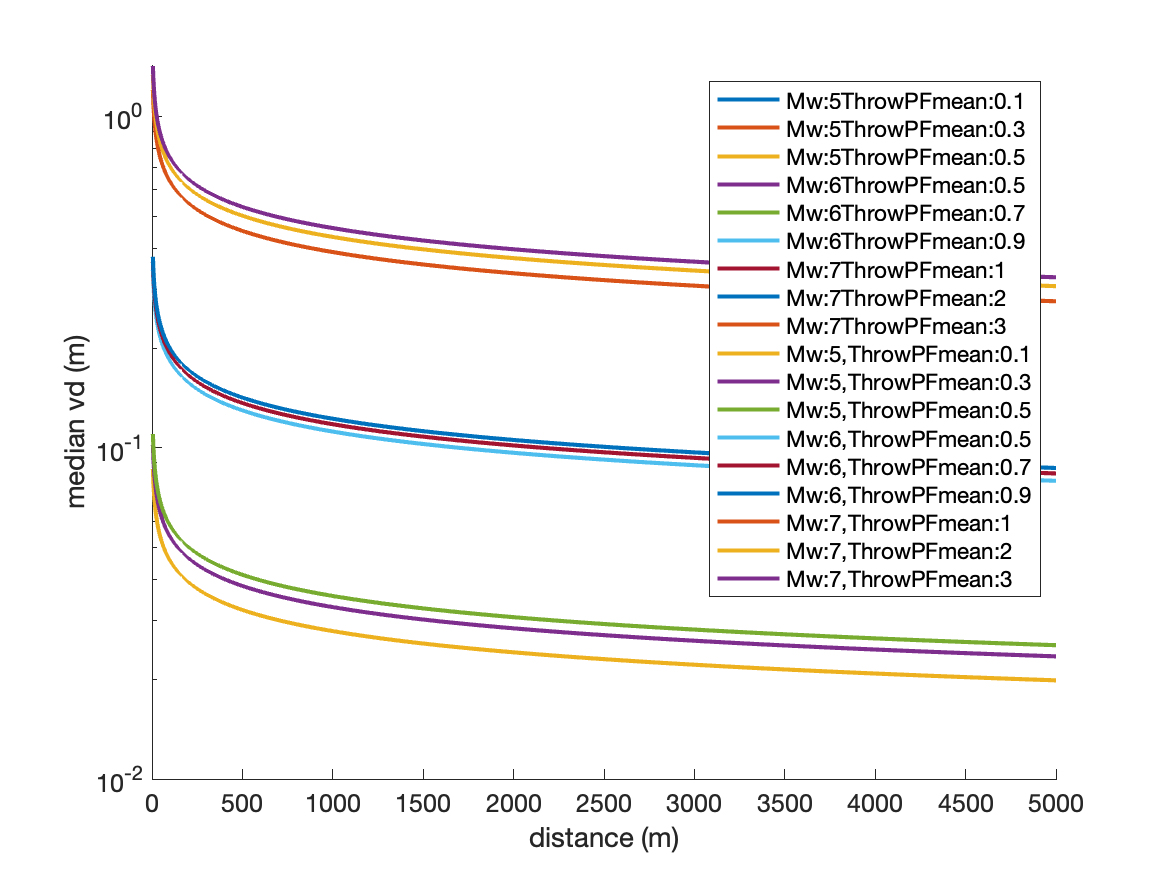 10^0
10^-1
10^-2
median vd (m)
Mw:5ThrowPFmean:0.1
Mw:5ThrowPFmean:0.3
Mw:5ThrowPFmean:0.5
Mw:6ThrowPFmean:0.5
Mw:6ThrowPFmean:0.7
Mw:6ThrowPFmean:0.9
Mw:7ThrowPFmean:1
Mw:7ThrowPFmean:2
Mw:7ThrowPFmean:3
Mw:5,ThrowPFmean:0.1
Mw:5,ThrowPFmean:0.3
Mw:5,ThrowPFmean:0.5
Mw:6,ThrowPFmean:0.5
Mw:6,ThrowPFmean:0.7
Mw:6,ThrowPFmean:0.9
Mw:7,ThrowPFmean:1
Mw:7,ThrowPFmean:2
Mw:7,ThrowPFmean:3
0 500 1000 1500 2000 2500 3000 3500 4000 4500 5000
distance (m)